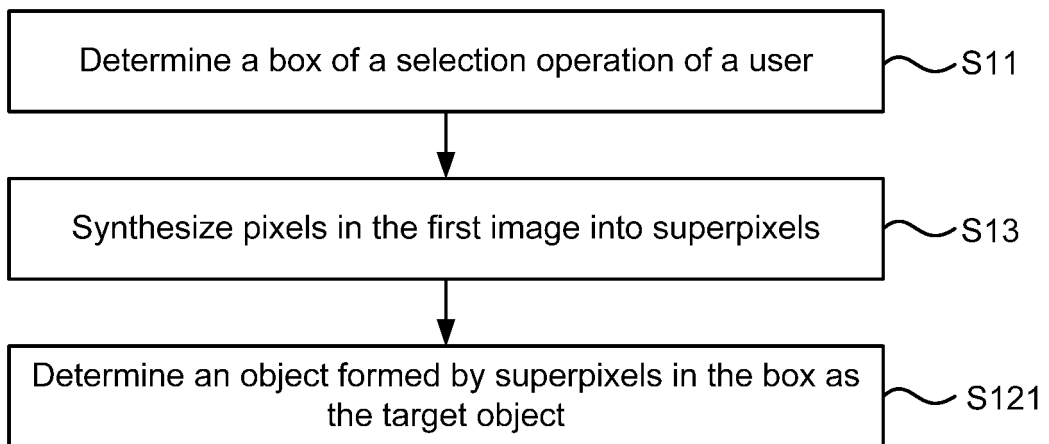 Determine a box of a selection operation of a user
S11
Synthesize pixels in the first image into superpixels
S13
Determine an object formed by superpixels in the box as
the target object
S121